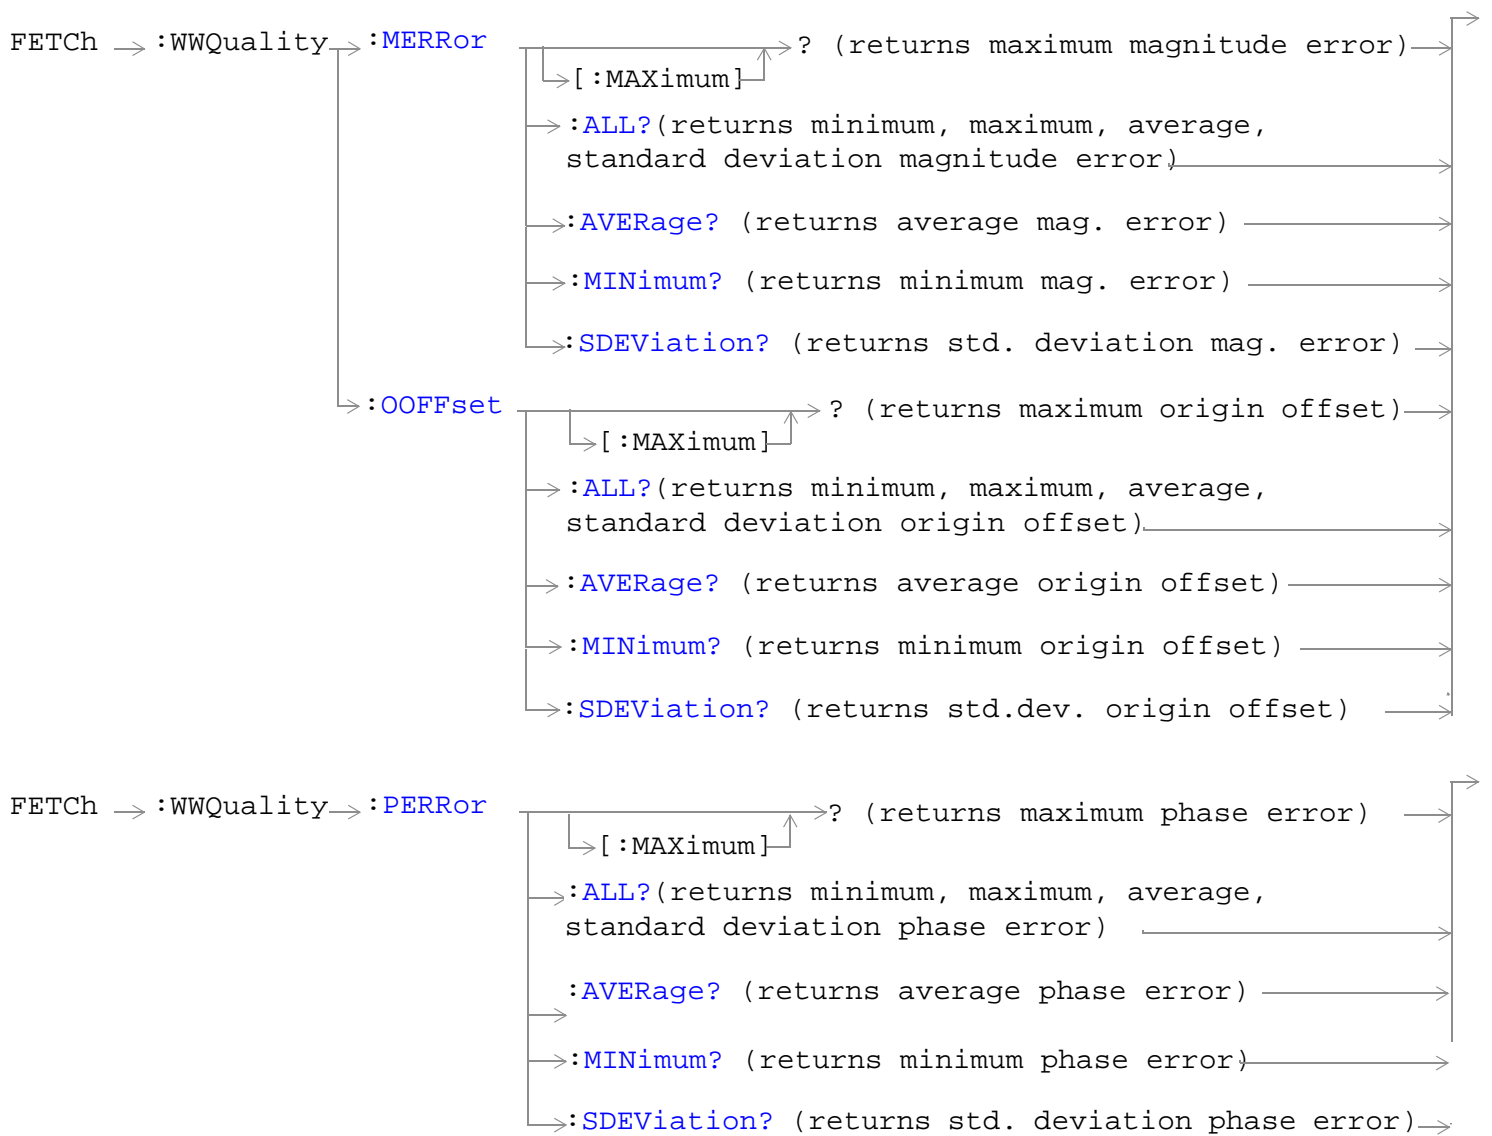 FETCh :WWQuality :MERRor ? (returns maximum magnitude error)
[:MAXimum]
:ALL?(returns minimum, maximum, average,
standard deviation magnitude error)
:AVERage? (returns average mag. error)
:MINimum? (returns minimum mag. error)
:SDEViation? (returns std. deviation mag. error)
:OOFFset ? (returns maximum origin offset)
[:MAXimum]
:ALL?(returns minimum, maximum, average,
standard deviation origin offset)
:AVERage? (returns average origin offset)
:MINimum? (returns minimum origin offset)
:SDEViation? (returns std.dev. origin offset)
FETCh :WWQuality :PERRor ? (returns maximum phase error)
[:MAXimum]
:ALL?(returns minimum, maximum, average,
standard deviation phase error)
:AVERage? (returns average phase error)
:MINimum? (returns minimum phase error)
:SDEViation? (returns std. deviation phase error)